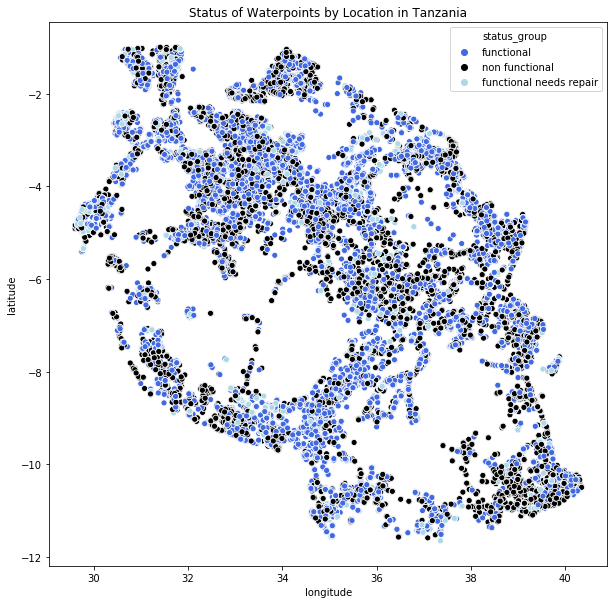 Status of Waterpoints by Location in Tanzania
status_group
functional
non functional
functional needs repair
latitude
−2
−4
−6
−8
−10
−12
30
32
34
36
38
40
longitude